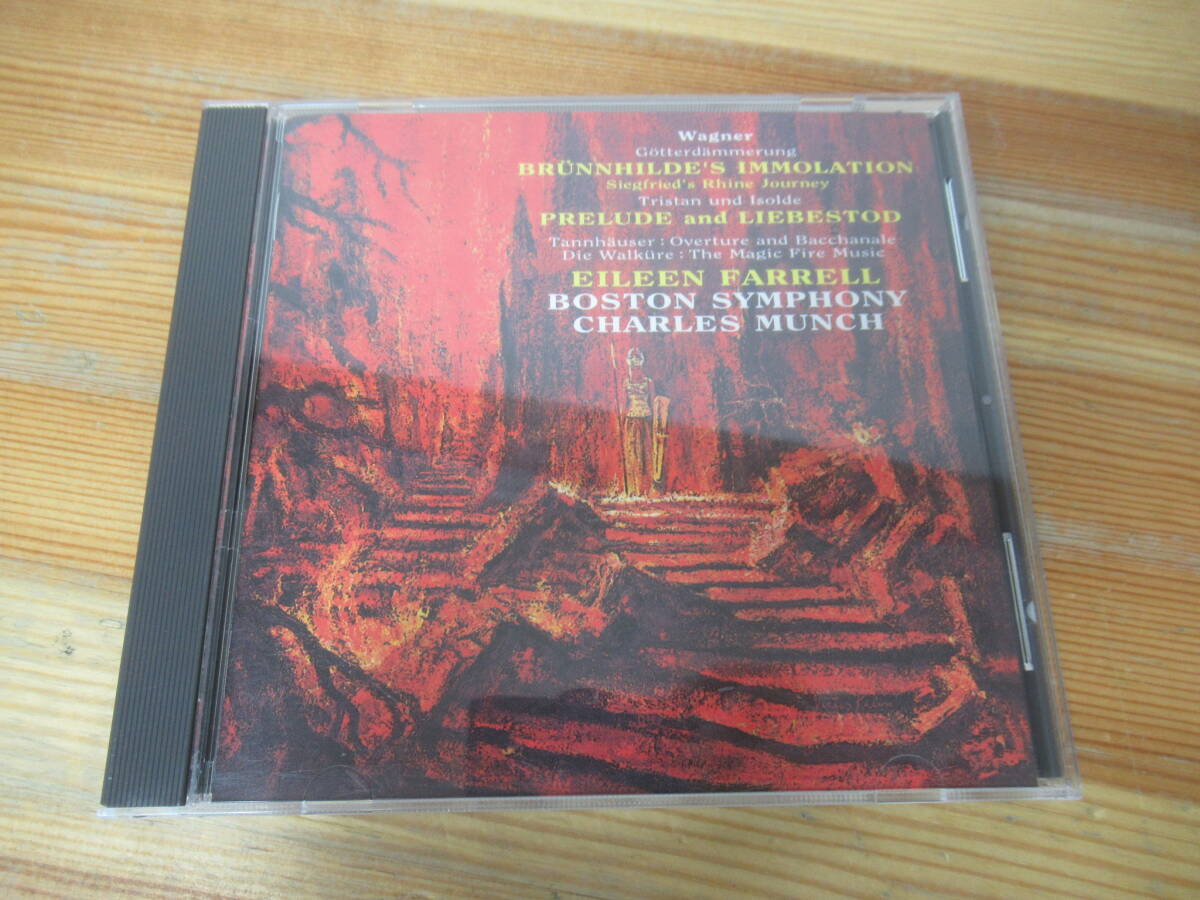 Wagner
Götterdämmerung
BRÜNNHILDE'S IMMOLATION
Siegfried's Rhine Journey
Tristan und Isolde
PRELUDE and LIEBESTOD
Tannhäuser : Overture and Bacchanale
Die Walküre : The Magic Fire Music
EILEEN FARRELL
BOSTON SYMPHONY
CHARLES MUNCH